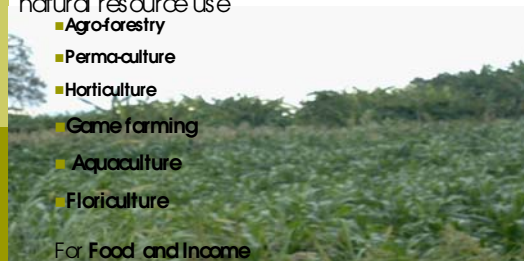 natural resource use
Agro-forestry
Perma-culture
Horticulture
Game farming
Aquaculture
Floriculture
For Food and Income